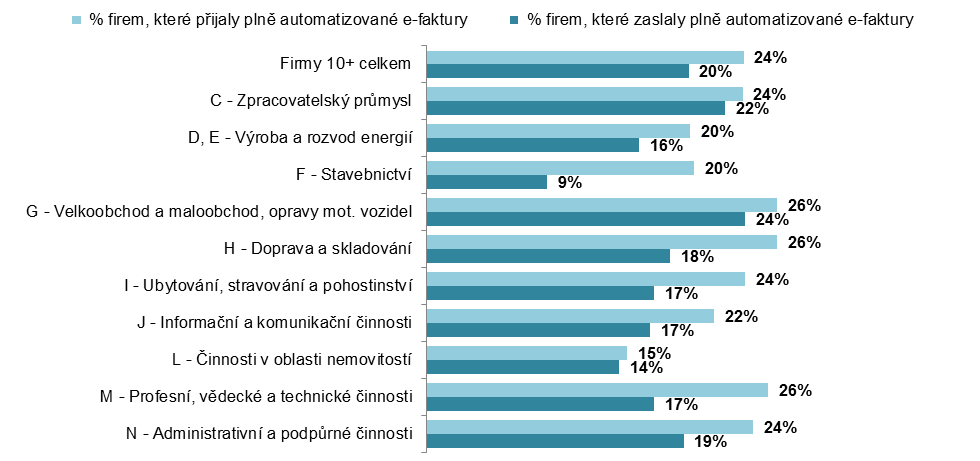 % firem, které přijaly plně automatizované e-faktury
% firem, které zaslaly plně automatizované e-faktury
Firmy 10+ celkem
24%
20%
C - Zpracovatelský průmysl
24%
22%
D, E - Výroba a rozvod energií
20%
16%
F - Stavebnictví
20%
9%
G - Velkoobchod a maloobchod, opravy mot. vozidel
26%
24%
H - Doprava a skladování
26%
18%
I - Ubytování, stravování a pohostinství
24%
17%
J - Informační a komunikační činnosti
22%
17%
L - Činnosti v oblasti nemovitostí
15%
14%
M - Profesní, vědecké a technické činnosti
26%
17%
N - Administrativní a podpůrné činnosti
24%
19%